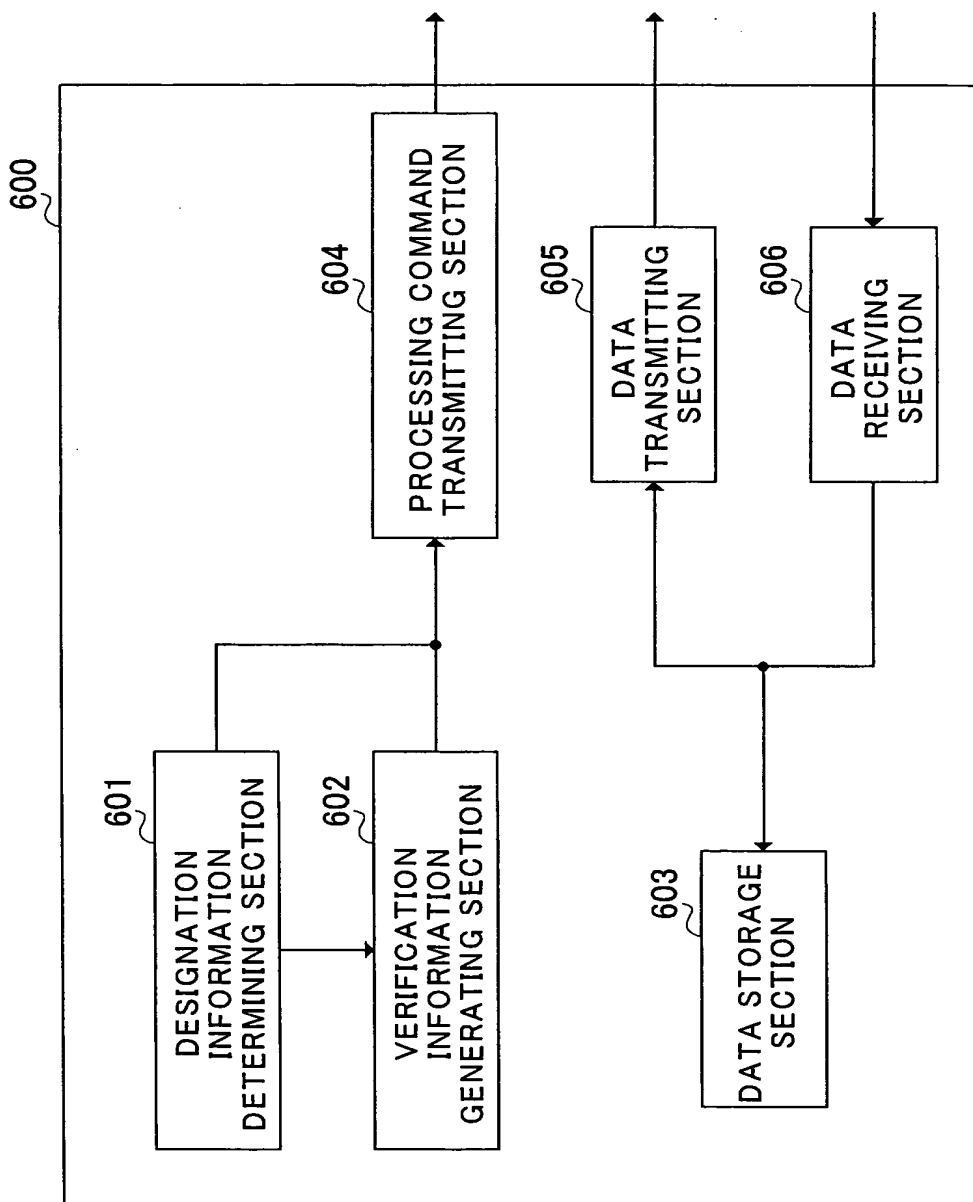 600
601
DESIGNATION
INFORMATION
DETERMINING SECTION
602
VERIFICATION
INFORMATION
GENERATING SECTION
604
PROCESSING COMMAND
TRANSMITTING SECTION
603
DATA STORAGE
SECTION
605
DATA
TRANSMITTING
SECTION
606
DATA
RECEIVING
SECTION